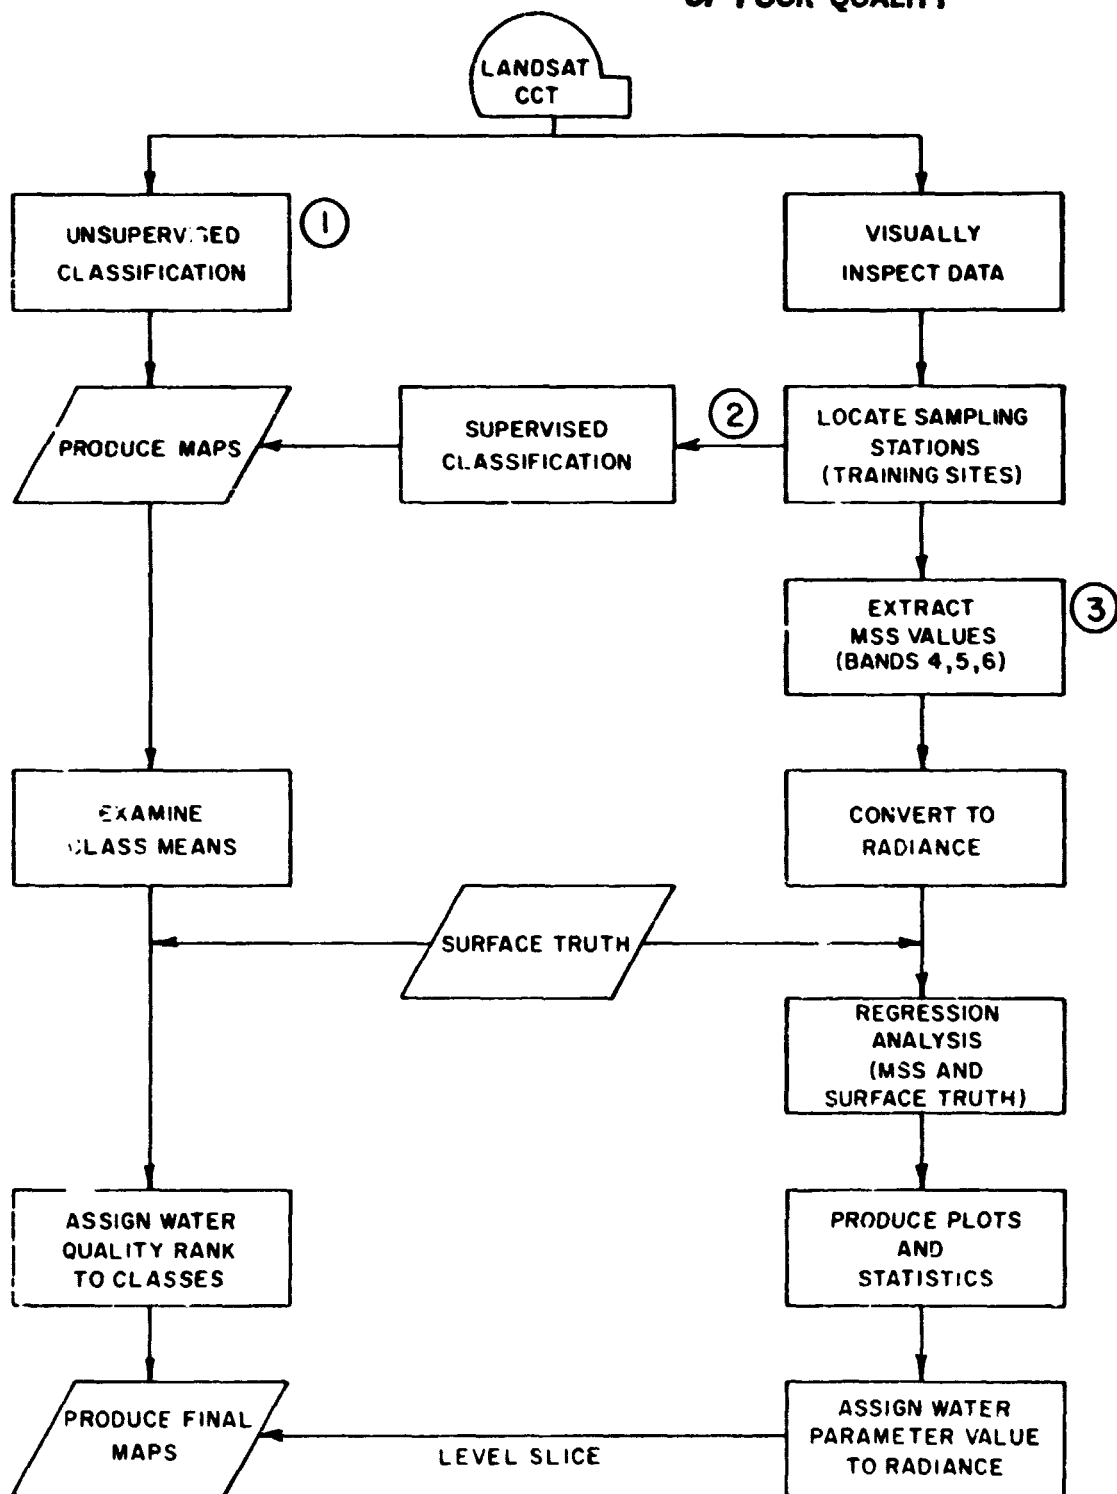 OF POOR QUALITY
LANDSAT
CCT
UNSUPERVISED
CLASSIFICATION
1
VISUALLY
INSPECT DATA
PRODUCE MAPS
SUPERVISED
CLASSIFICATION
2
LOCATE SAMPLING
STATIONS
(TRAINING SITES)
EXTRACT
MSS VALUES
(BANDS 4,5,6)
3
EXAMINE
CLASS MEANS
CONVERT TO
RADIANCE
SURFACE TRUTH
REGRESSION
ANALYSIS
(MSS AND
SURFACE TRUTH)
ASSIGN WATER
QUALITY RANK
TO CLASSES
PRODUCE PLOTS
AND
STATISTICS
PRODUCE FINAL
MAPS
LEVEL SLICE
ASSIGN WATER
PARAMETER VALUE
TO RADIANCE